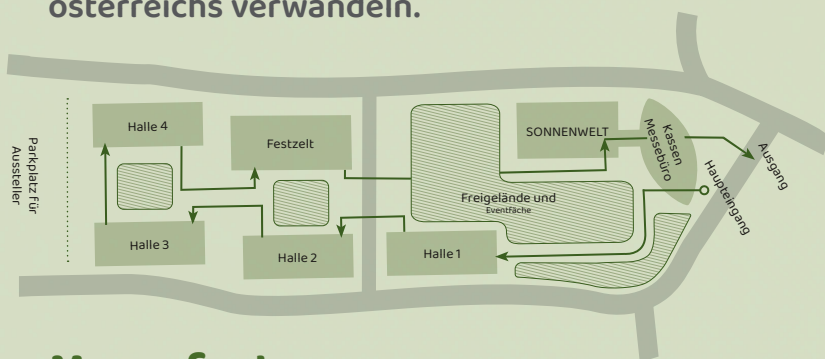 österreichs verwandeln.
Parkplatz für
Aussteller
Halle 4
Festzelt
SONNENWELT
Kassen
Messebüro
Ausgang
Haupteingang
Freigelände und
Eventfäche
Halle 3
Halle 2
Halle 1